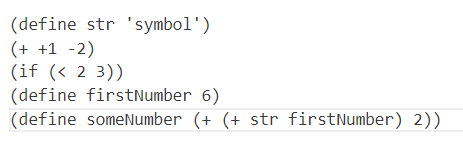 (define str 'symbol')
(+ +1 -2)
(if (< 2 3))
(define firstNumber 6)
(define someNumber (+ (+ str firstNumber) 2))